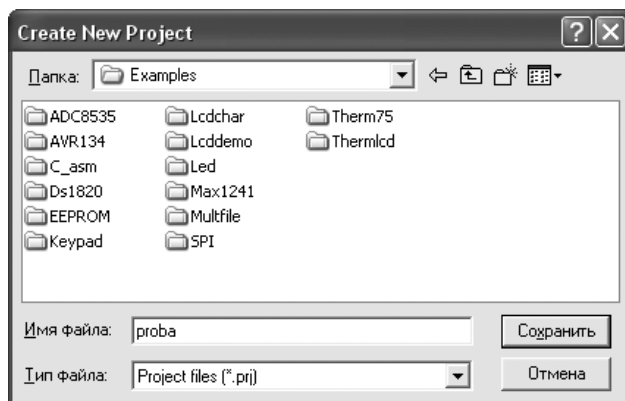 Create New Project
Папка: Examples
ADC8535 Lcdchar Therm75
AVR134 Lcddemo Thermlcd
C_asm Led
Ds1820 Max1241
EEPROM Multfile
Keypad SPI
Имя файла: proba Сохранить
Тип файла: Project files (*.prj) Отмена